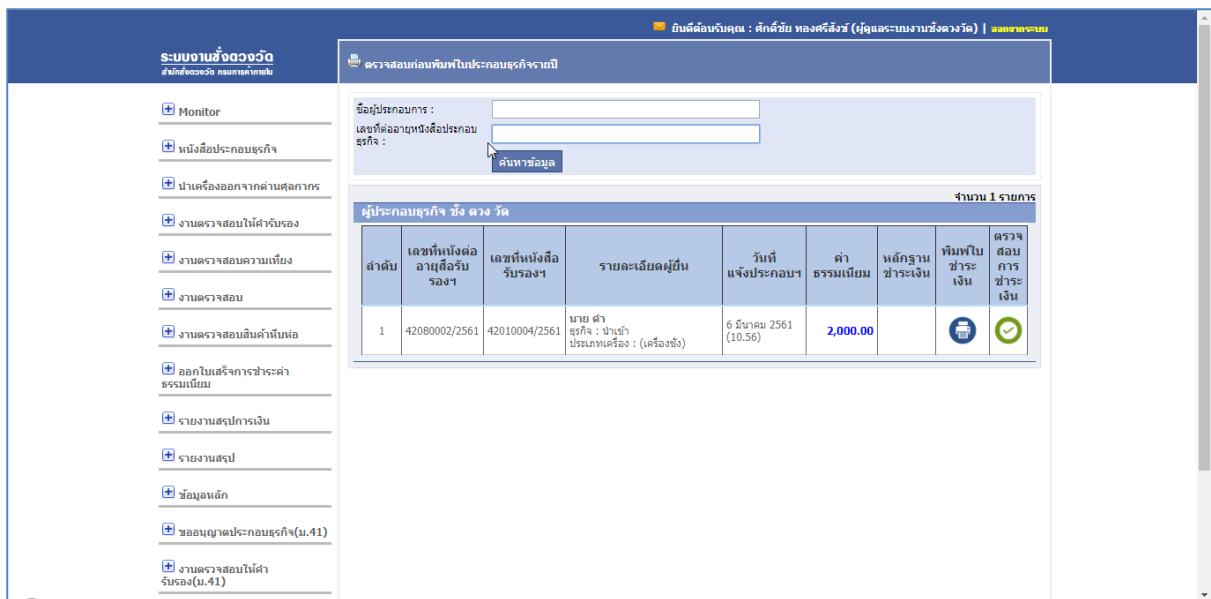 ยินดีต้อนรับคุณ : ศักดิ์ชัย ทองศรีสังข์ (ผู้ดูแลระบบงานชั่งตวงวัด) | ออกจากระบบ
ระบบงานชั่งตวงวัด
สำนักชั่งตวงวัด กรมการค้าภายใน
ตรวจสอบก่อนพิมพ์ใบประกอบธุรกิจรายปี
Monitor
หนังสือประกอบธุรกิจ
นำเครื่องออกจากด่านศุลกากร
งานตรวจสอบให้คำรับรอง
งานตรวจสอบความเที่ยง
งานตรวจสอบ
งานตรวจสอบสินค้าหีบห่อ
ออกใบเสร็จการชำระค่า
ธรรมเนียม
รายงานสรุปการเงิน
รายงานสรุป
ข้อมูลหลัก
ขออนุญาตประกอบธุรกิจ(ม.41)
งานตรวจสอบให้คำ
รับรอง(ม.41)
ชื่อผู้ประกอบการ :
เลขที่ต่ออายุหนังสือประกอบ
ธุรกิจ :
ค้นหาข้อมูล
จำนวน 1 รายการ
ผู้ประกอบธุรกิจ ชั่ง ตวง วัด
ลำดับ
เลขที่หนังต่อ
อายุสือรับ
รองฯ
เลขที่หนังสือ
รับรองฯ
รายละเอียดผู้ยื่น
วันที่
แจ้งประกอบฯ
ค่า
ธรรมเนียม
หลักฐาน
ชำระเงิน
พิมพ์ใบ
ชำระ
เงิน
ตรวจ
สอบ
การ
ชำระ
เงิน
1
42080002/2561
42010004/2561
นาย ดำ
ธุรกิจ : นำเข้า
ประเภทเครื่อง : (เครื่องชั่ง)
6 มีนาคม 2561
(10.56)
2,000.00